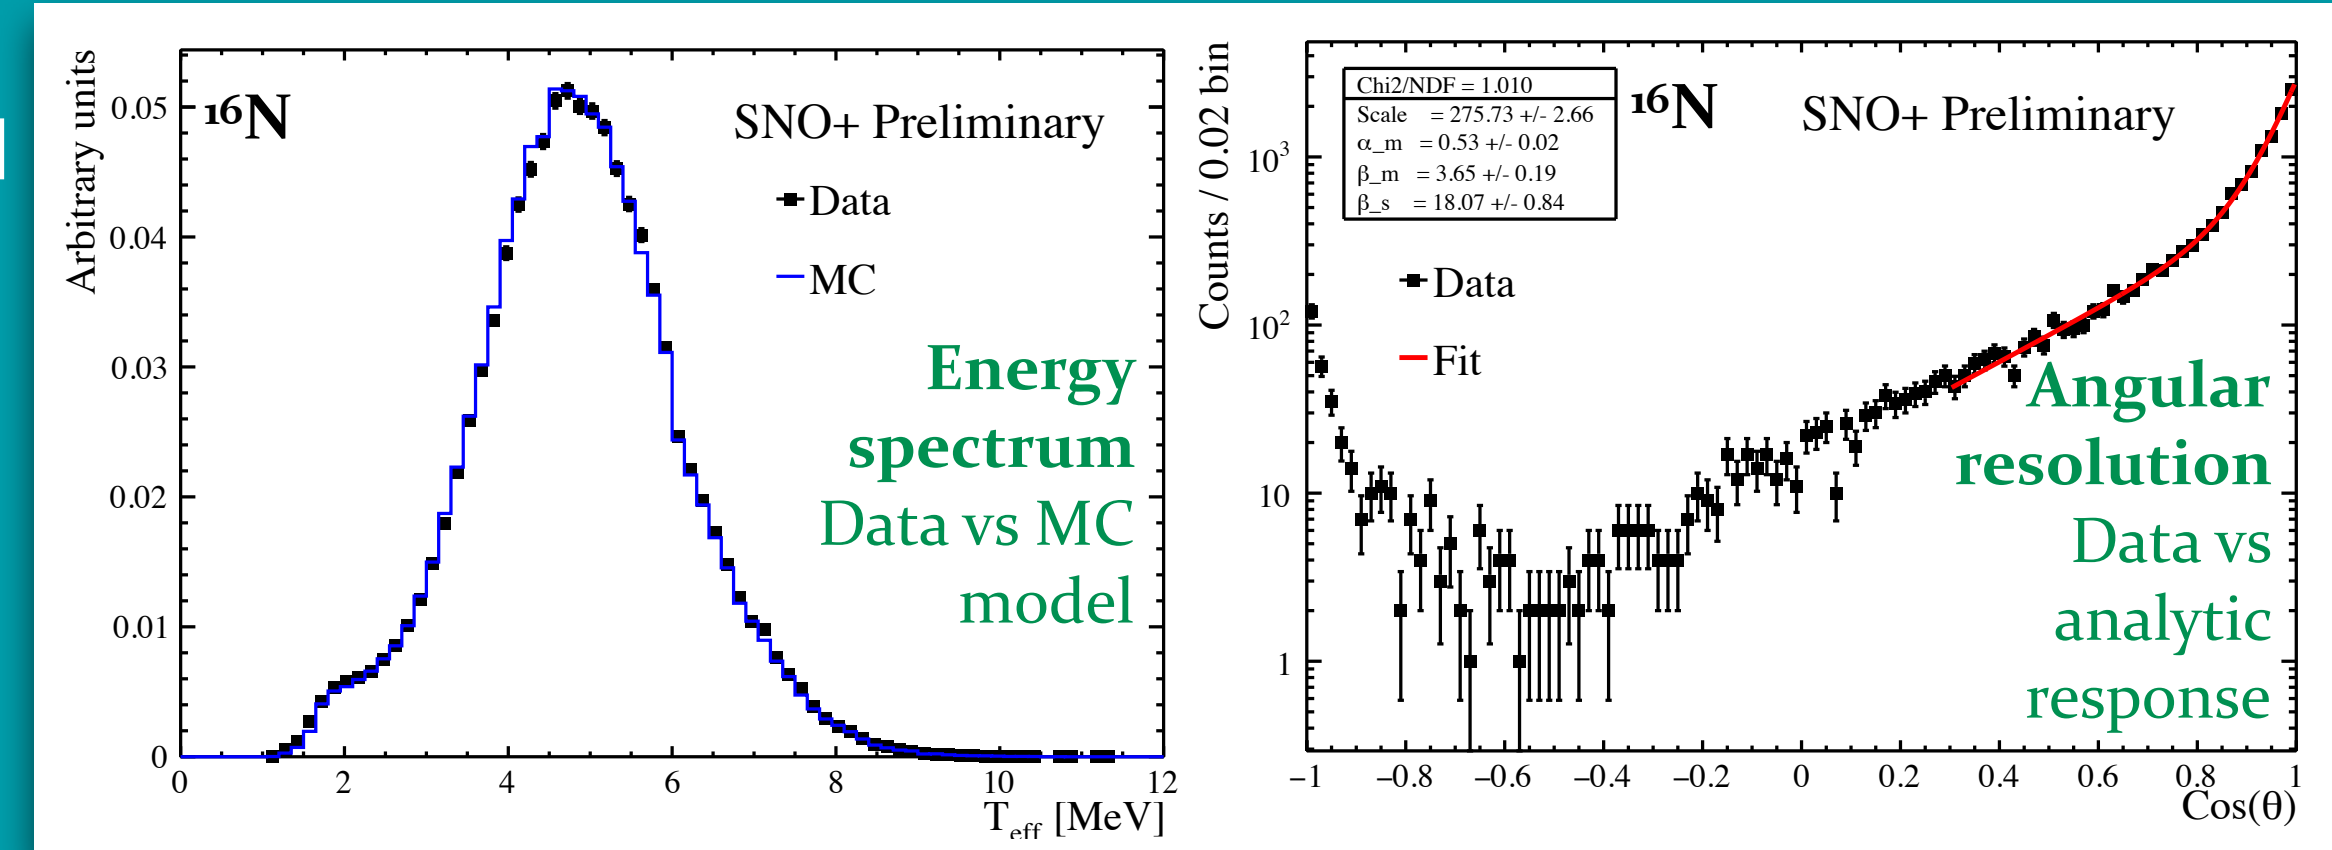 Arbitrary units
0.05
0.04
0.03
0.02
0.01
0
0 2 4 6 8 10 12
T_eff [MeV]
¹⁶N
SNO+ Preliminary
Data
MC
Energy
spectrum
Data vs MC
model
Counts / 0.02 bin
10³
10²
10
1
−1 −0.8 −0.6 −0.4 −0.2 0 0.2 0.4 0.6 0.8 1
Cos(θ)
Chi2/NDF = 1.010
Scale = 275.73 +/- 2.66
α_m = 0.53 +/- 0.02
β_m = 3.65 +/- 0.19
β_s = 18.07 +/- 0.84
¹⁶N
SNO+ Preliminary
Data
Fit
Angular
resolution
Data vs
analytic
response